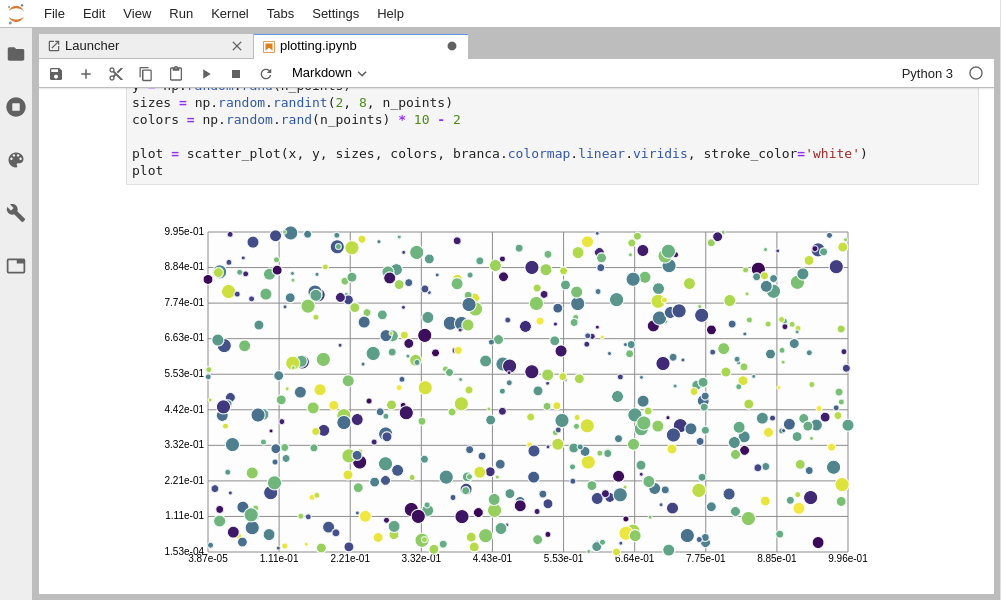 File Edit View Run Kernel Tabs Settings Help
Launcher plotting.ipynb
Markdown Python 3
y = np.random.rand(n_points)
sizes = np.random.randint(2, 8, n_points)
colors = np.random.rand(n_points) * 10 - 2
plot = scatter_plot(x, y, sizes, colors, branca.colormap.linear.viridis, stroke_color='white')
plot
9.95e-01
8.84e-01
7.74e-01
6.63e-01
5.53e-01
4.42e-01
3.32e-01
2.21e-01
1.11e-01
1.53e-04
3.87e-05 1.11e-01 2.21e-01 3.32e-01 4.43e-01 5.53e-01 6.64e-01 7.75e-01 8.85e-01 9.96e-01